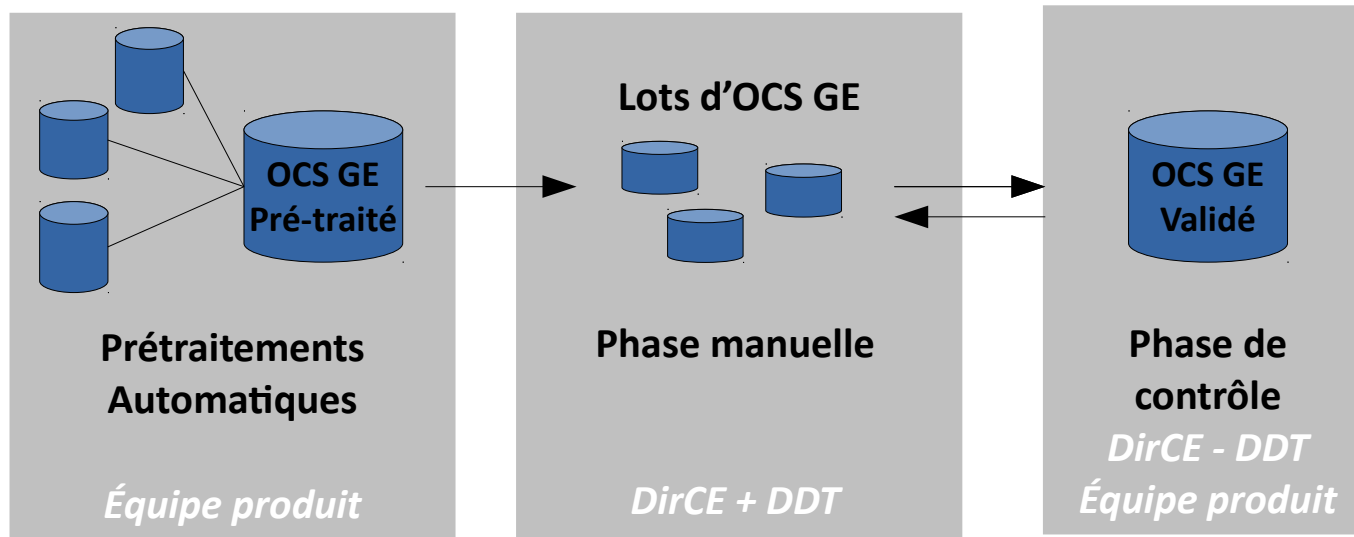 OCS GE
Pré-traité
Prétraitements
Automatiques
Équipe produit
Lots d'OCS GE
Phase manuelle
DirCE + DDT
OCS GE
Validé
Phase de
contrôle
DirCE - DDT
Équipe produit